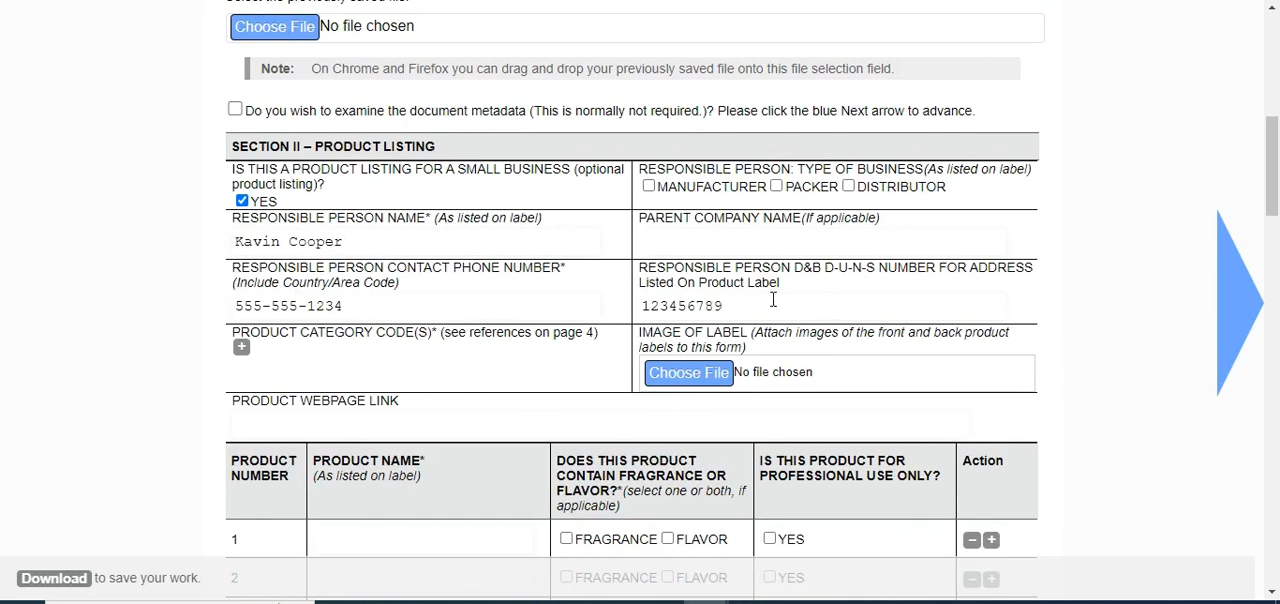 Choose File No file chosen
Note: On Chrome and Firefox you can drag and drop your previously saved file onto this file selection field.
Do you wish to examine the document metadata (This is normally not required.)? Please click the blue Next arrow to advance.
SECTION II – PRODUCT LISTING
IS THIS A PRODUCT LISTING FOR A SMALL BUSINESS (optional
product listing)?
YES
RESPONSIBLE PERSON: TYPE OF BUSINESS(As listed on label)
MANUFACTURER PACKER DISTRIBUTOR
RESPONSIBLE PERSON NAME* (As listed on label)
Kavin Cooper
PARENT COMPANY NAME(If applicable)
RESPONSIBLE PERSON CONTACT PHONE NUMBER*
(Include Country/Area Code)
555-555-1234
RESPONSIBLE PERSON D&B D-U-N-S NUMBER FOR ADDRESS
Listed On Product Label
123456789
PRODUCT CATEGORY CODE(S)* (see references on page 4)
+
IMAGE OF LABEL (Attach images of the front and back product
labels to this form)
Choose File No file chosen
PRODUCT WEBPAGE LINK
PRODUCT
NUMBER
PRODUCT NAME*
(As listed on label)
DOES THIS PRODUCT
CONTAIN FRAGRANCE OR
FLAVOR?*(select one or both, if
applicable)
IS THIS PRODUCT FOR
PROFESSIONAL USE ONLY?
Action
1 FRAGRANCE FLAVOR YES − +
2 FRAGRANCE FLAVOR YES − +
Download to save your work.